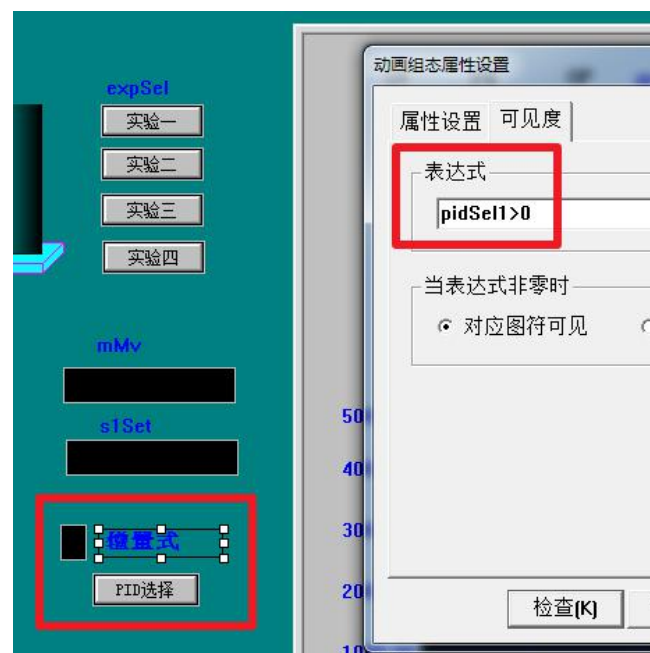 expSel
实验一
实验二
实验三
实验四
mMv
s1Set
PID选择
50
40
30
20
10
动画组态属性设置
属性设置
可见度
表达式
pidSel1>0
当表达式非零时
对应图符可见
检查(K)